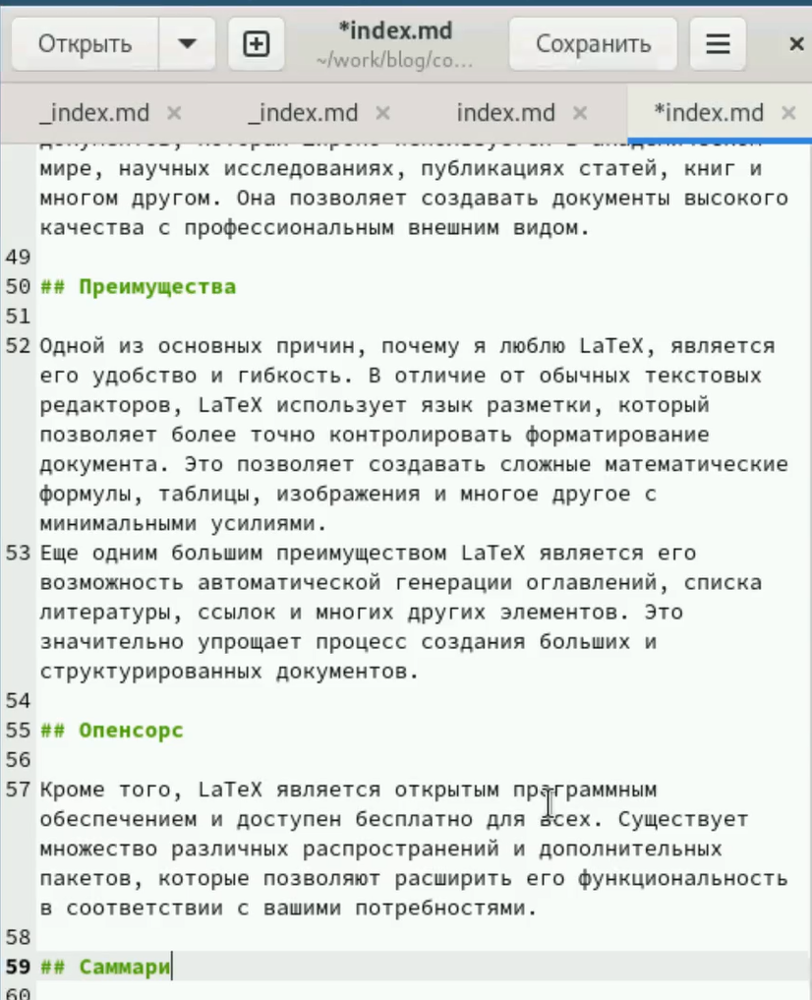 Открыть
*index.md
~/work/blog/co...
Сохранить
_index.md
_index.md
index.md
*index.md
мире, научных исследованиях, публикациях статей, книг и
многом другом. Она позволяет создавать документы высокого
качества с профессиональным внешним видом.
49
50 ## Преимущества
51
52 Одной из основных причин, почему я люблю LaTeX, является
его удобство и гибкость. В отличие от обычных текстовых
редакторов, LaTeX использует язык разметки, который
позволяет более точно контролировать форматирование
документа. Это позволяет создавать сложные математические
формулы, таблицы, изображения и многое другое с
минимальными усилиями.
53 Еще одним большим преимуществом LaTeX является его
возможность автоматической генерации оглавлений, списка
литературы, ссылок и многих других элементов. Это
значительно упрощает процесс создания больших и
структурированных документов.
54
55 ## Опенсорс
56
57 Кроме того, LaTeX является открытым праграммным
обеспечением и доступен бесплатно для всех. Существует
множество различных распространений и дополнительных
пакетов, которые позволяют расширить его функциональность
в соответствии с вашими потребностями.
58
59 ## Саммари
60